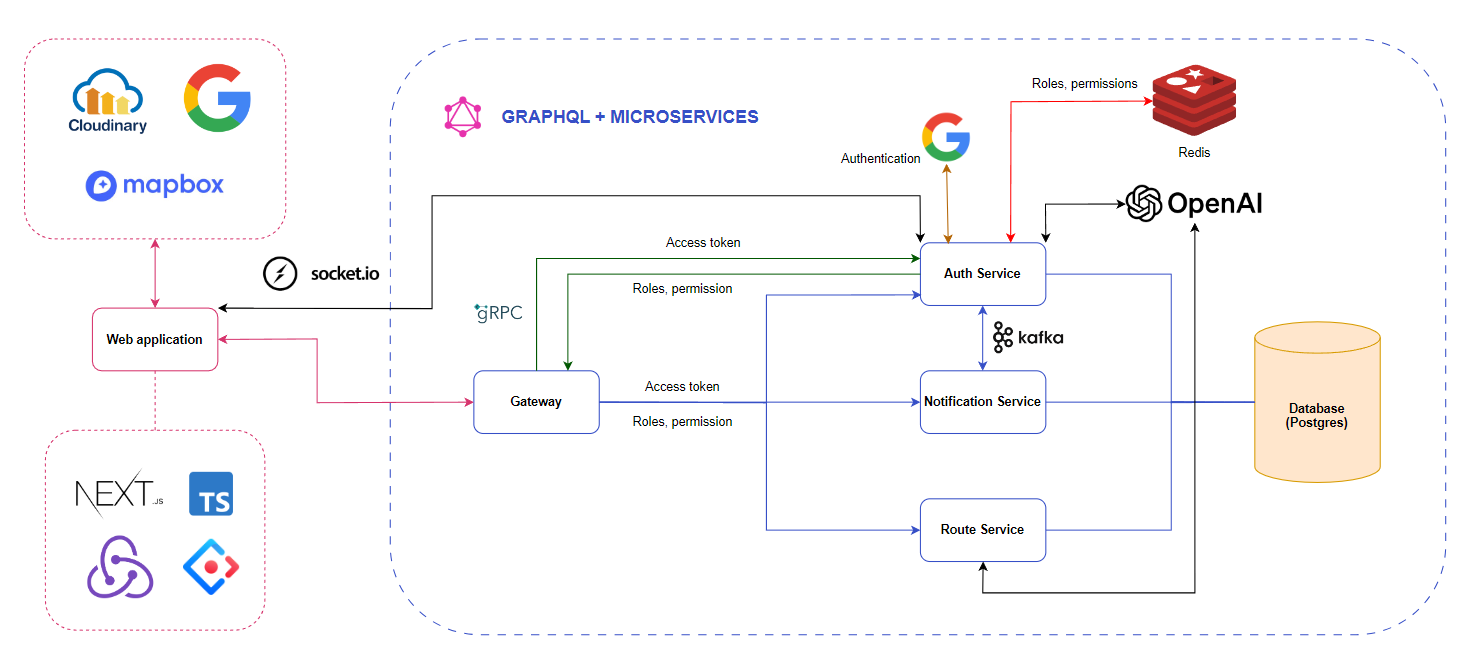 Cloudinary
mapbox
GRAPHQL + MICROSERVICES
Roles, permissions
Redis
Authentication
OpenAI
socket.io
Access token
Auth Service
Roles, permission
gRPC
Web application
kafka
Gateway
Access token
Roles, permission
Notification Service
Database
(Postgres)
NEXT.JS
TS
Route Service